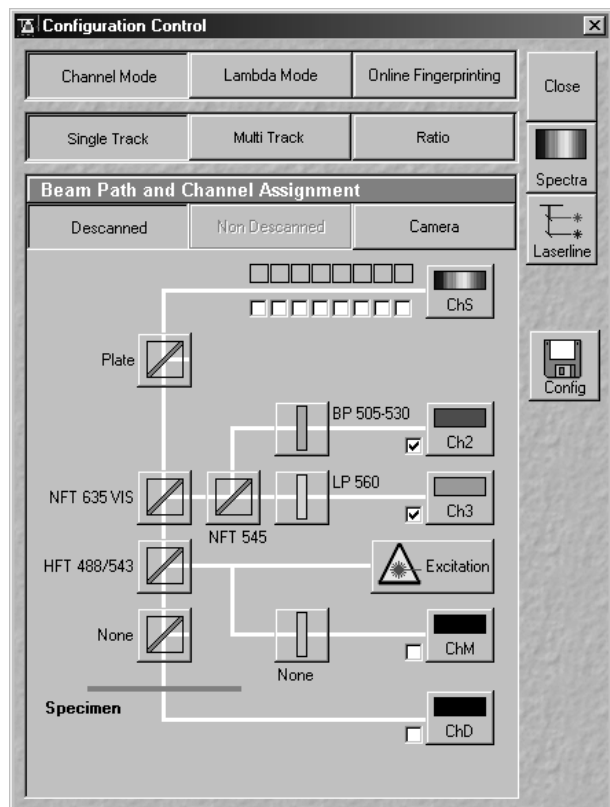 Configuration Control
Channel Mode Lambda Mode Online Fingerprinting
Close
Single Track Multi Track Ratio
Spectra
Beam Path and Channel Assignment
Descanned Non Descanned Camera
Laserline
ChS
Plate
Config
BP 505-530
Ch2
LP 560
NFT 635 VIS
Ch3
NFT 545
HFT 488/543
Excitation
None
ChM
None
Specimen
ChD